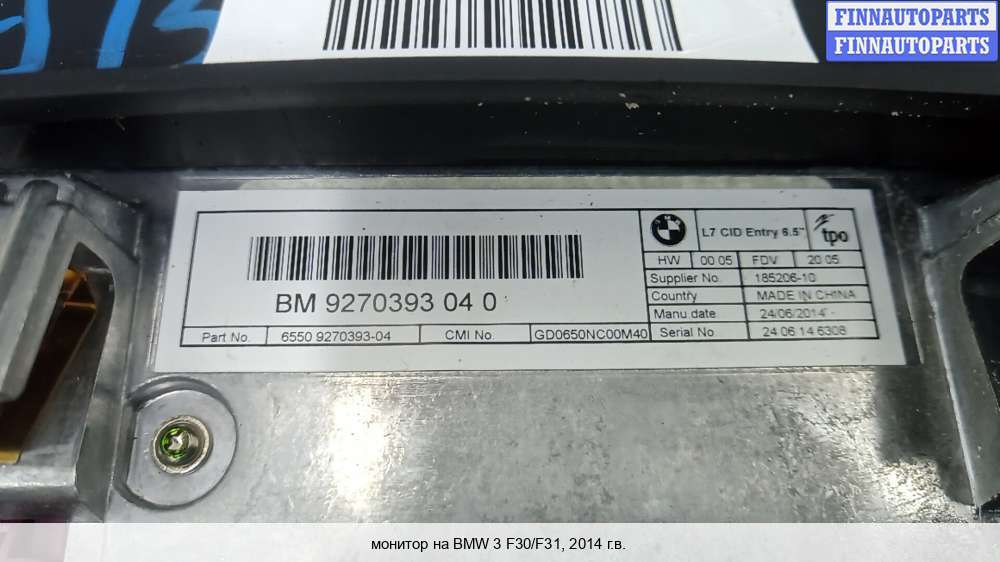 FINNAUTOPARTS
FINNAUTOPARTS
BM 9270393 04 0
Part No. 6550 9270393-04 CMI No. GD0650NC00M40
L7 CID Entry 6.5" tpo
HW 00 05 FDV 20 05
Supplier No. 185206-10
Country MADE IN CHINA
Manu.date 24/06/2014
Serial No. 24 06 14 6308
монитор на BMW 3 F30/F31, 2014 г.в.